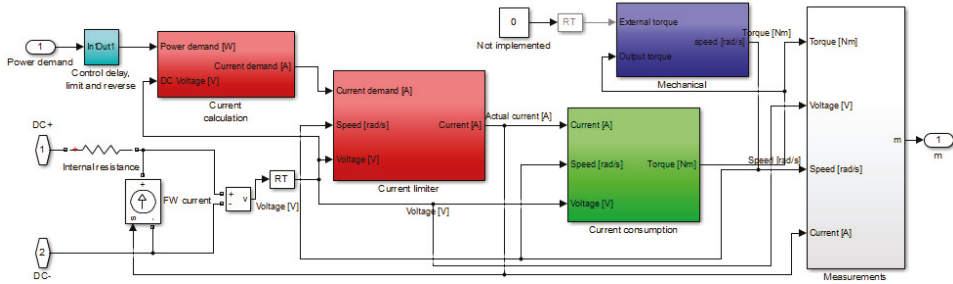 1
Power demand
In1
Out1
Control delay,
limit and reverse
Power demand [W]
Current demand [A]
DC Voltage [V]
Current
calculation
Current demand [A]
Speed [rad/s]
Current [A]
Voltage [V]
Current limiter
Actual current [A]
0
Not implemented
RT
External torque
speed [rad/s]
Output torque
Mechanical
Torque [Nm]
Current [A]
Speed [rad/s]
Torque [Nm]
Voltage [V]
Current consumption
Speed [rad/s]
Torque [Nm]
Voltage [V]
m
Speed [rad/s]
Current [A]
Measurements
1
m
DC+
1
Internal resistance
+
s
-
FW current
+
-
v
RT
Voltage [V]
Voltage [V]
2
DC-